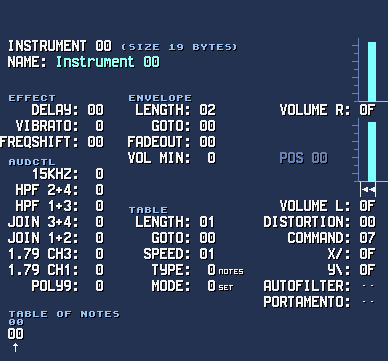 INSTRUMENT 00 (SIZE 19 BYTES)
NAME: Instrument 00
EFFECT ENVELOPE
DELAY: 00 LENGTH: 02 VOLUME R: 0F
VIBRATO: 0 GOTO: 00
FREQSHIFT: 00 FADEOUT: 00
VOL MIN: 0 POS 00
AUDCTL
15KHZ: 0
HPF 2+4: 0
HPF 1+3: 0 VOLUME L: 0F
TABLE
JOIN 3+4: 0 LENGTH: 01 DISTORTION: 00
JOIN 1+2: 0 GOTO: 00 COMMAND: 07
1.79 CH3: 0 SPEED: 01 X/: 0F
1.79 CH1: 0 TYPE: 0 NOTES Y\: 0F
POLY9: 0 MODE: 0 SET AUTOFILTER: --
PORTAMENTO: --
TABLE OF NOTES
00
00